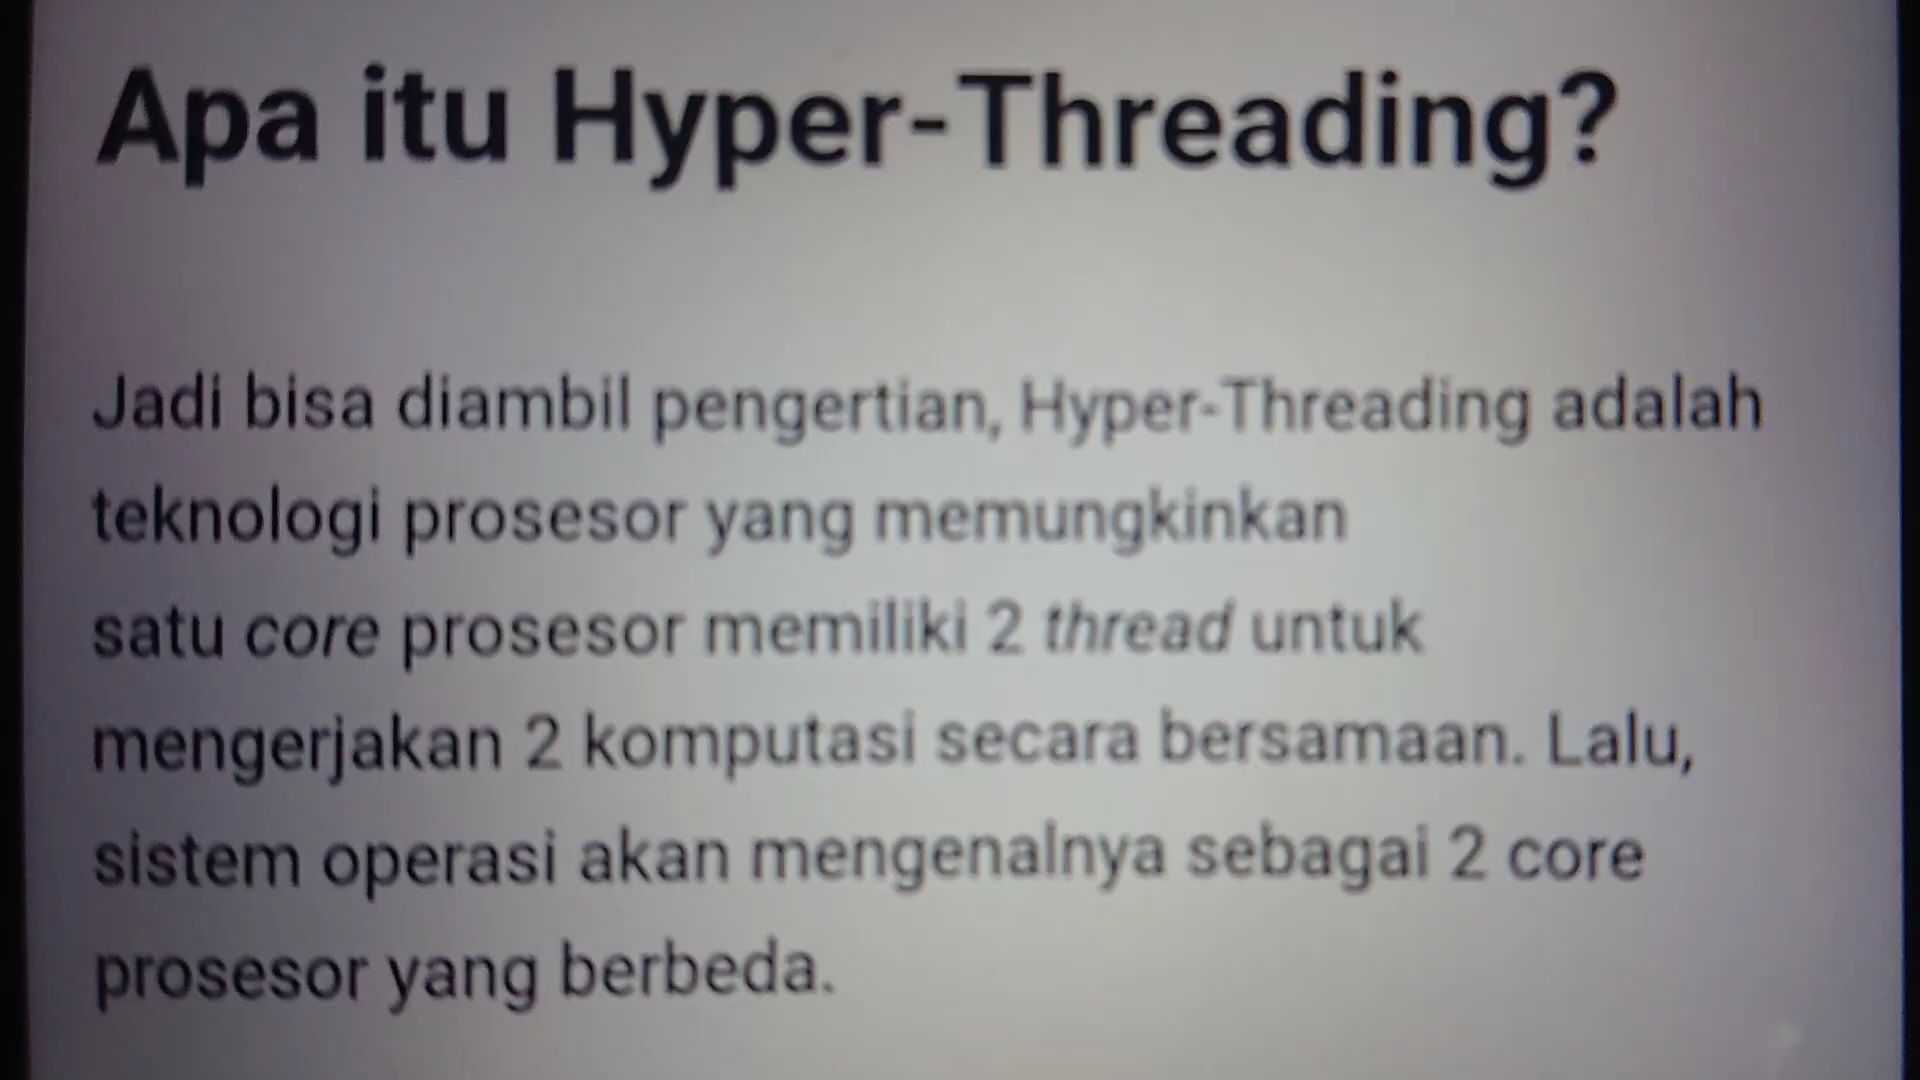 Apa itu Hyper-Threading?
Jadi bisa diambil pengertian, Hyper-Threading adalah
teknologi prosesor yang memungkinkan
satu core prosesor memiliki 2 thread untuk
mengerjakan 2 komputasi secara bersamaan. Lalu,
sistem operasi akan mengenalnya sebagai 2 core
prosesor yang berbeda.